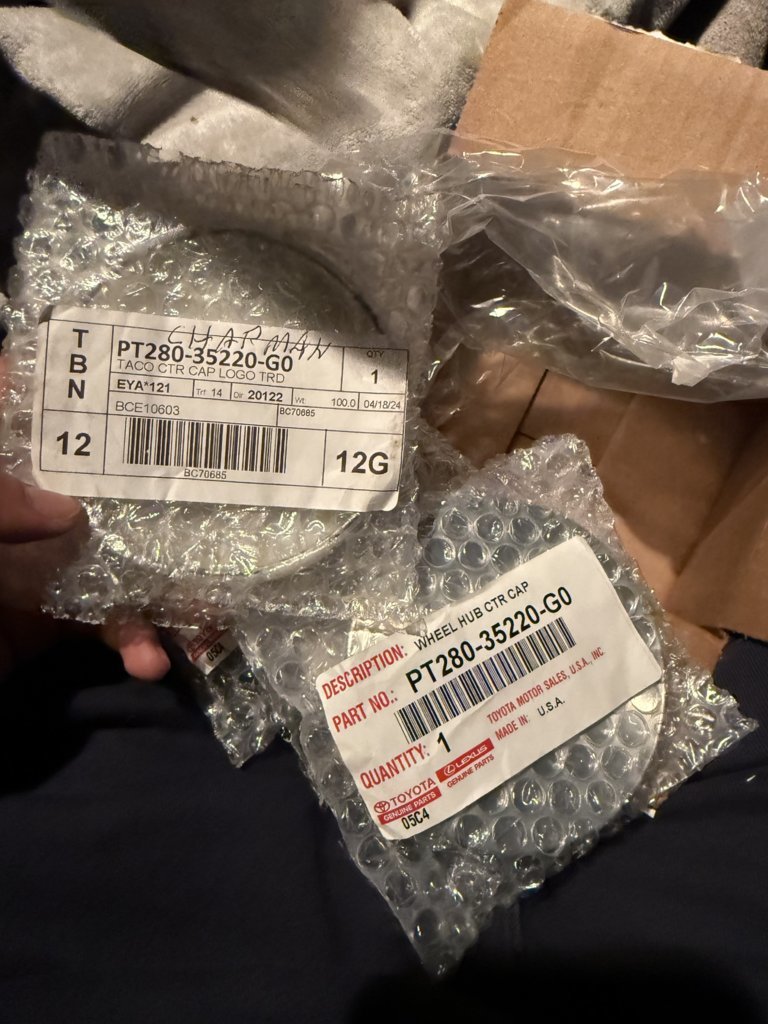 CHARMAN
TBN
PT280-35220-G0
QTY
1
TACO CTR CAP LOGO TRD
EYA*121
Trf: 14
Dir: 20122
Wt: 100.0
04/18/24
BCE10603
BC70685
12
BC70685
12G
DESCRIPTION: WHEEL HUB CTR CAP
PART NO.: PT280-35220-G0
TOYOTA MOTOR SALES, U.S.A., INC
QUANTITY: 1
MADE IN: U.S.A.
TOYOTA
GENUINE PARTS
LEXUS
GENUINE PARTS
05C4